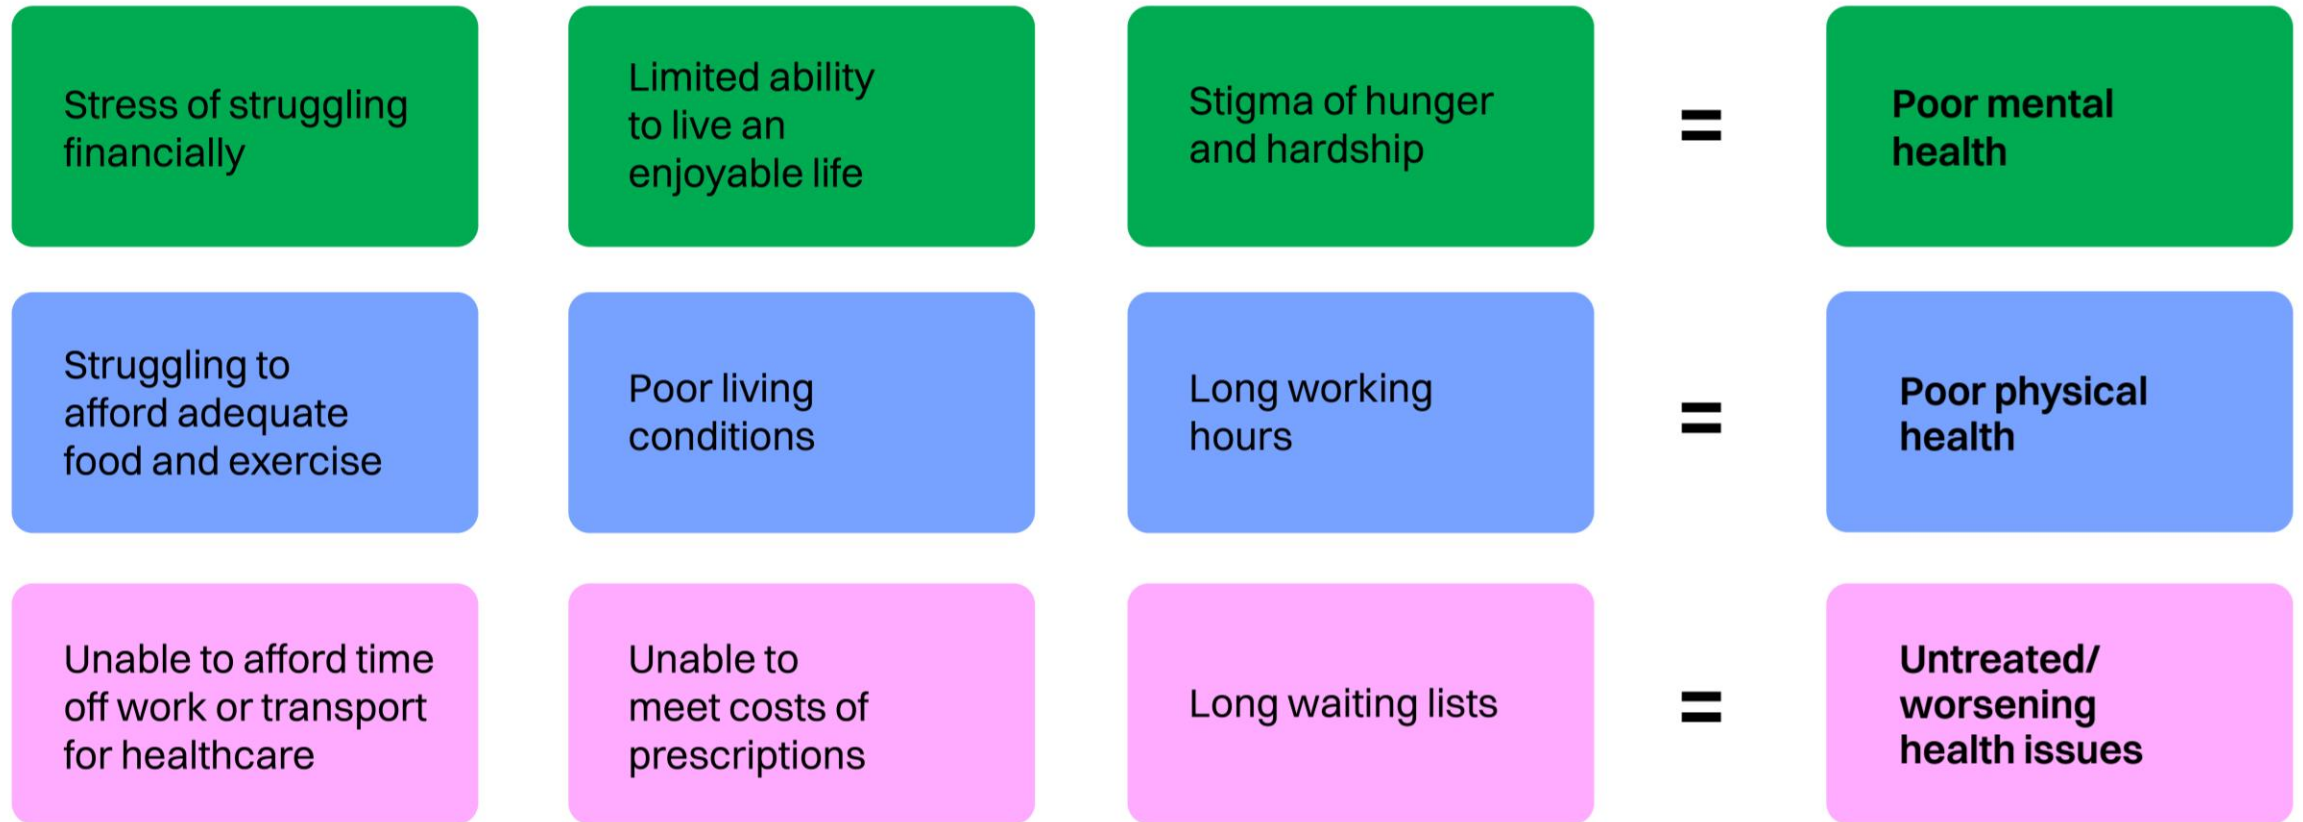 Stress of struggling
financially
Limited ability
to live an
enjoyable life
Stigma of hunger
and hardship
=
Poor mental
health
Struggling to
afford adequate
food and exercise
Poor living
conditions
Long working
hours
=
Poor physical
health
Unable to afford time
off work or transport
for healthcare
Unable to
meet costs of
prescriptions
Long waiting lists
=
Untreated/
worsening
health issues